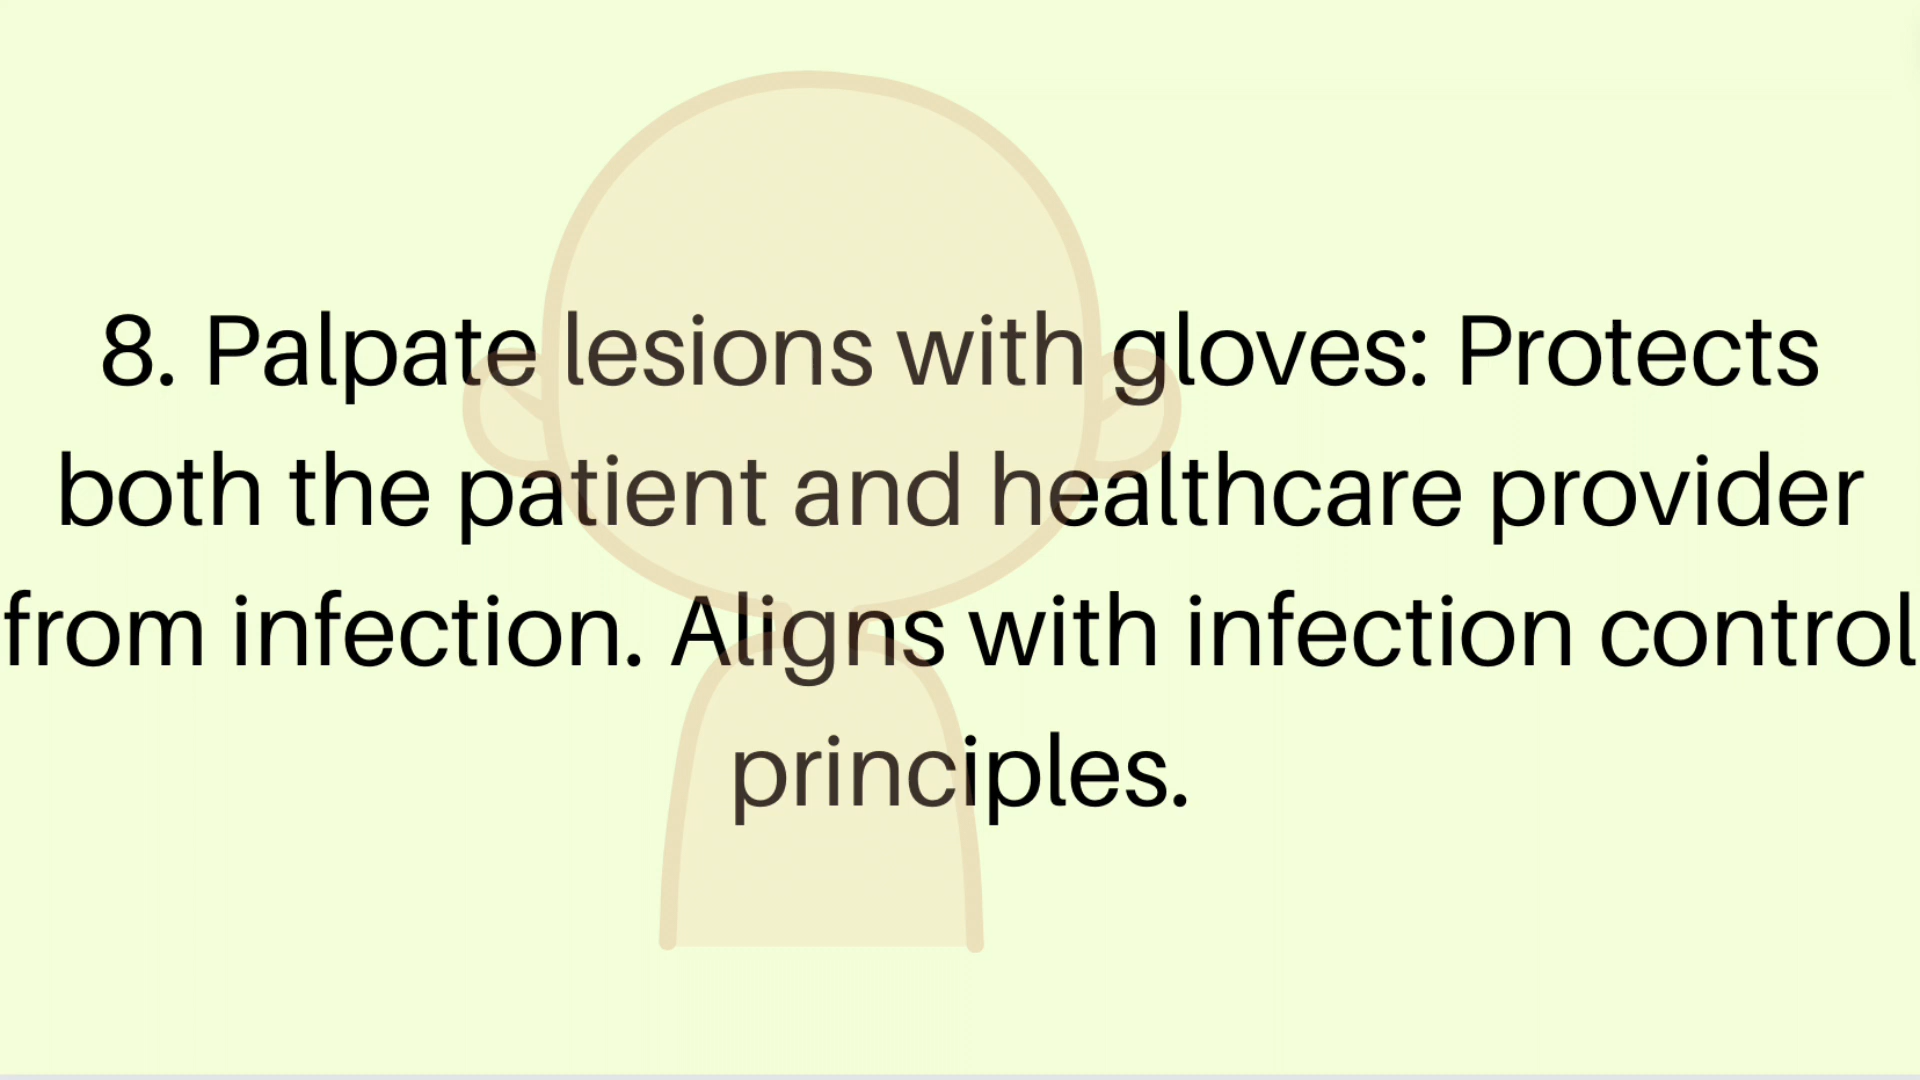 8. Palpate lesions with gloves: Protects
both the patient and healthcare provider
from infection. Aligns with infection control
principles.